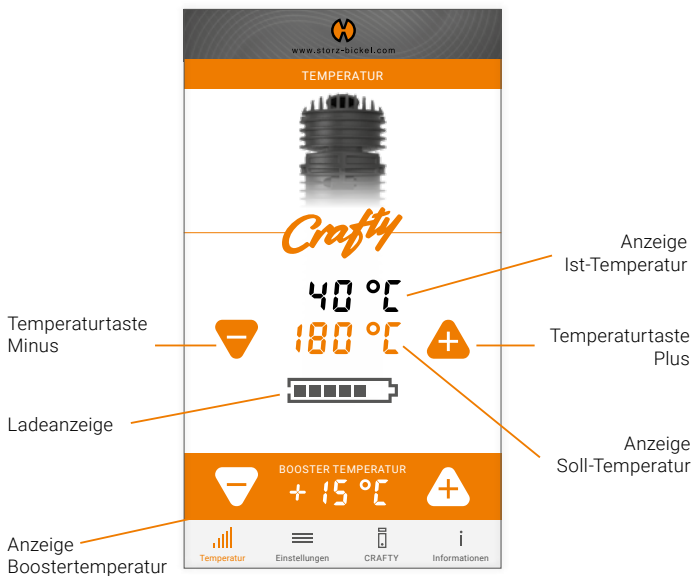 www.storz-bickel.com
TEMPERATUR
Crafty
Anzeige
Ist-Temperatur
40 °C
Temperaturtaste
Minus
180 °C
Temperaturtaste
Plus
Ladeanzeige
Anzeige
Soll-Temperatur
BOOSTER TEMPERATUR
+ 15 °C
Anzeige
Boostertemperatur
Temperatur
Einstellungen
CRAFTY
Informationen